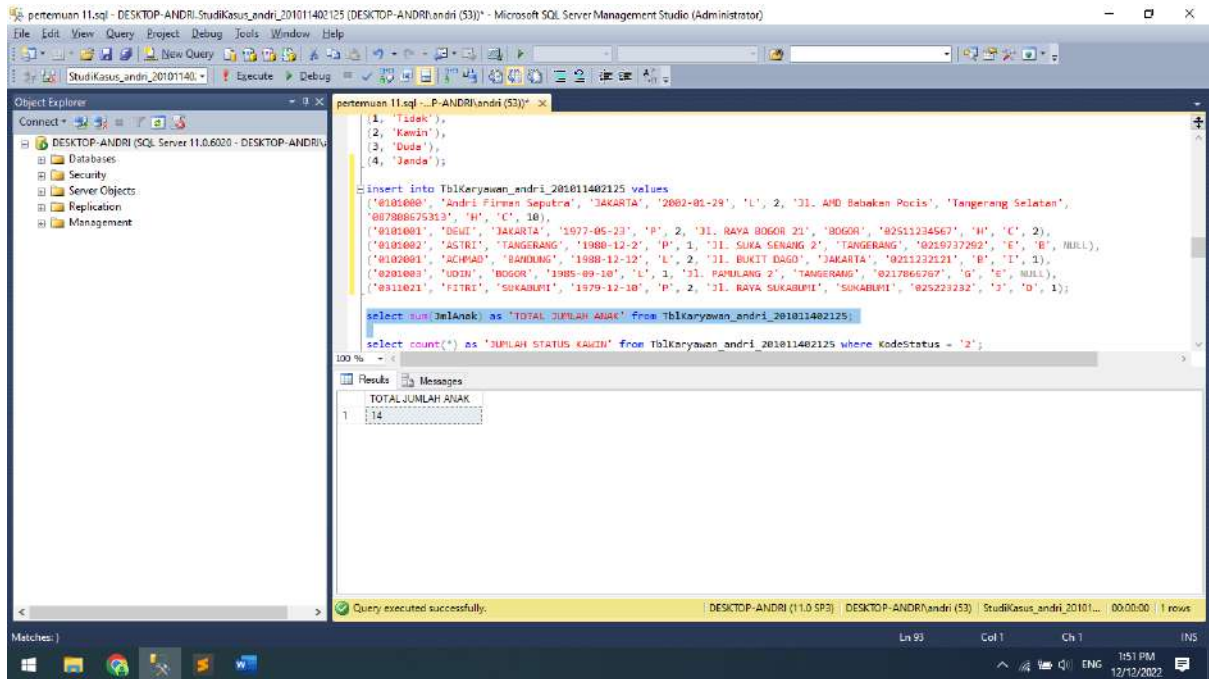 pertemuan 11.sql - DESKTOP-ANDRI.StudiKasus_andri_201011402125 (DESKTOP-ANDRI\andri (53))* - Microsoft SQL Server Management Studio (Administrator)
File Edit View Query Project Debug Tools Window Help
New Query
StudiKasus_andri_20101140. Execute Debug
Object Explorer
pertemuan 11.sql -...P-ANDRI\andri (53))*
Connect
DESKTOP-ANDRI (SQL Server 11.0.6020 - DESKTOP-ANDRI\
Databases
Security
Server Objects
Replication
Management
(1, 'Tidak'),
(2, 'Kawin'),
(3, 'Duda'),
(4, 'Janda');
insert into TblKaryawan_andri_201011402125 values
('0101000', 'Andri Firman Saputra', 'JAKARTA', '2002-01-29', 'L', 2, 'Jl. AMD Babakan Pocis', 'Tangerang Selatan',
'087808675313', 'H', 'C', 10),
('0101001', 'DEWI', 'JAKARTA', '1977-05-23', 'P', 2, 'Jl. RAYA BOGOR 21', 'BOGOR', '02511234567', 'H', 'C', 2),
('0101002', 'ASTRI', 'TANGERANG', '1980-12-2', 'P', 1, 'Jl. SUKA SENANG 2', 'TANGERANG', '0219737292', 'E', 'B', NULL),
('0102001', 'ACHMAD', 'BANDUNG', '1988-12-12', 'L', 2, 'Jl. BUKIT DAGO', 'JAKARTA', '0211232121', 'B', 'I', 1),
('0201003', 'UDIN', 'BOGOR', '1985-09-10', 'L', 1, 'Jl. PAMULANG 2', 'TANGERANG', '0217866767', 'G', 'E', NULL),
('0311021', 'FITRI', 'SUKABUMI', '1979-12-10', 'P', 2, 'Jl. RAYA SUKABUMI', 'SUKABUMI', '025223232', 'J', 'D', 1);
select sum(JmlAnak) as 'TOTAL JUMLAH ANAK' from TblKaryawan_andri_201011402125;
select count(*) as 'JUMLAH STATUS KAWIN' from TblKaryawan_andri_201011402125 where KodeStatus = '2';
100 %
Results Messages
TOTAL JUMLAH ANAK
1 14
Query executed successfully.
DESKTOP-ANDRI (11.0 SP3) DESKTOP-ANDRI\andri (53) StudiKasus_andri_20101... 00:00:00 1 rows
Matches: )
Ln 93 Col 1 Ch 1 INS
ENG
1:51 PM
12/12/2022